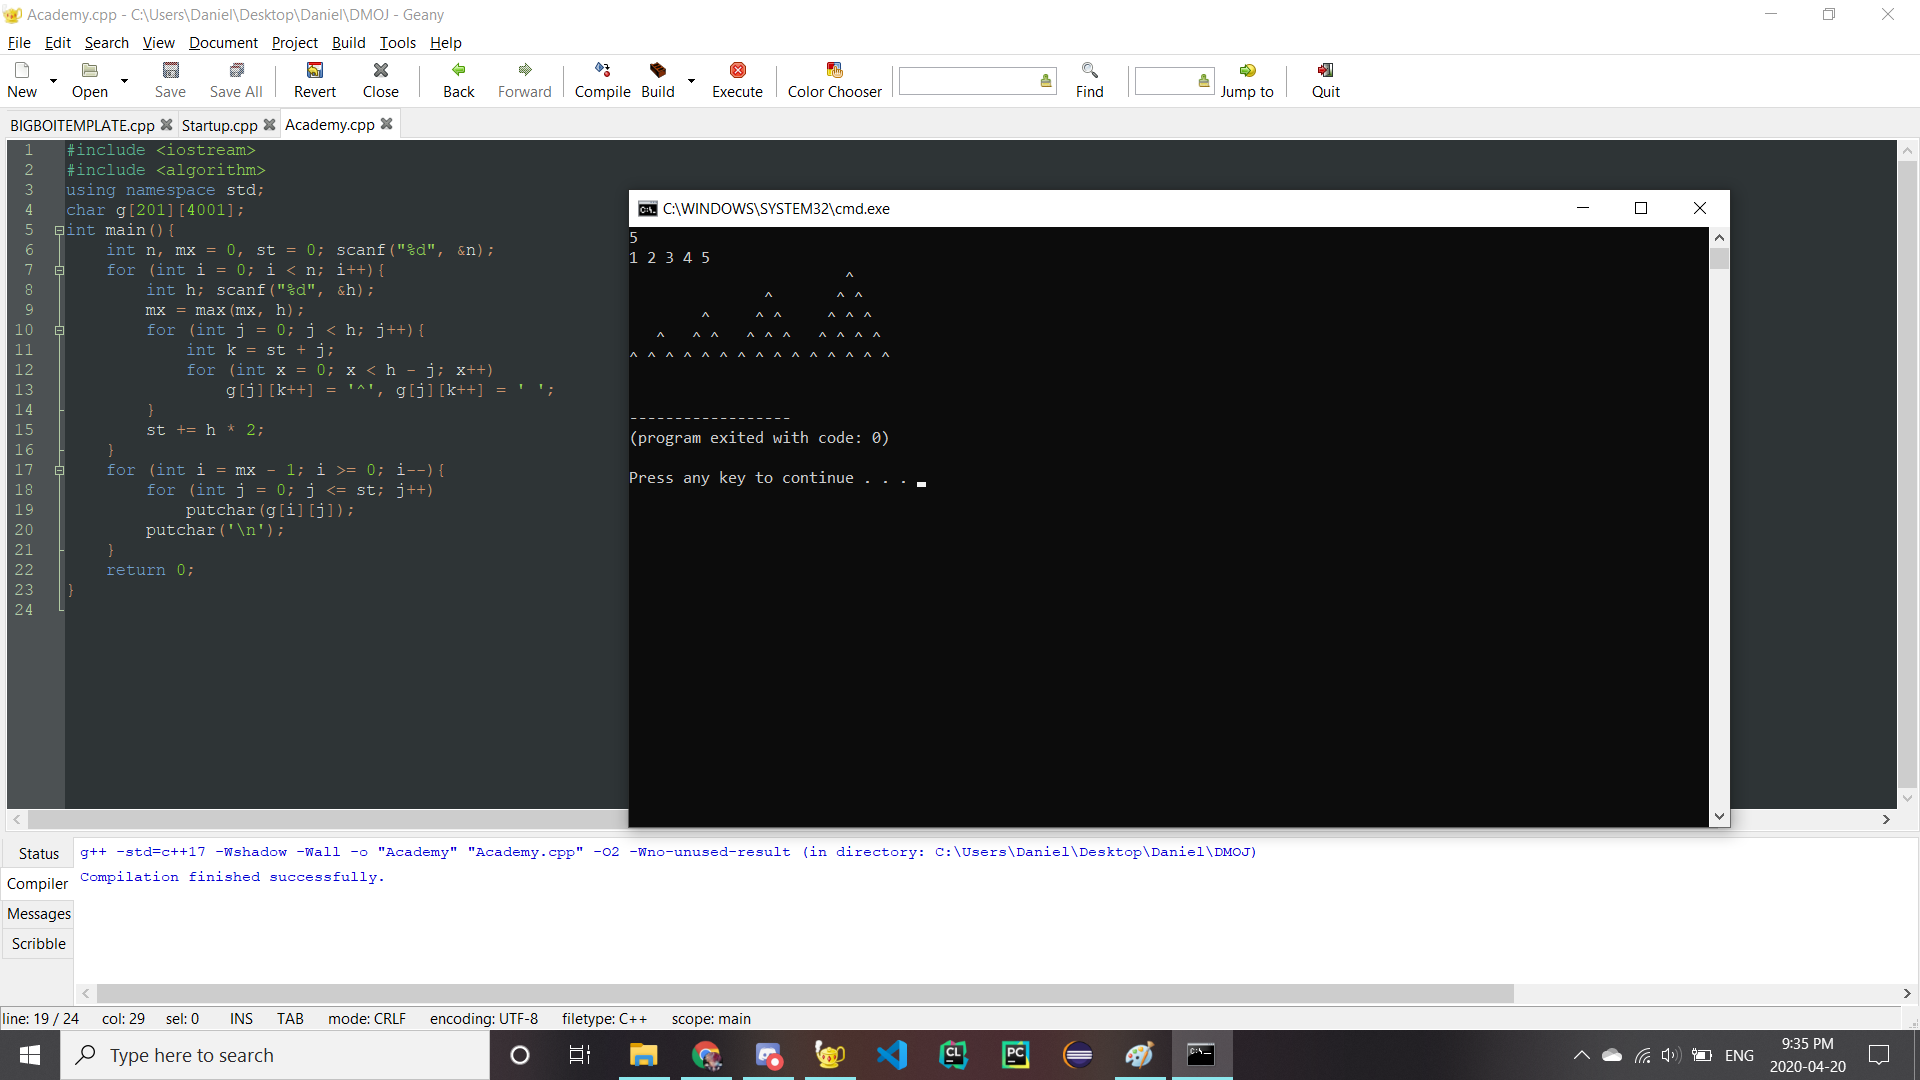 Academy.cpp - C:\Users\Daniel\Desktop\Daniel\DMOJ - Geany
File Edit Search View Document Project Build Tools Help
New Open Save Save All Revert Close Back Forward Compile Build Execute Color Chooser Find Jump to Quit
BIGBOITEMPLATE.cpp Startup.cpp Academy.cpp
1 #include <iostream>
2 #include <algorithm>
3 using namespace std;
4 char g[201][4001];
5 int main(){
6     int n, mx = 0, st = 0; scanf("%d", &n);
7     for (int i = 0; i < n; i++){
8         int h; scanf("%d", &h);
9         mx = max(mx, h);
10         for (int j = 0; j < h; j++){
11             int k = st + j;
12             for (int x = 0; x < h - j; x++)
13                 g[j][k++] = '^', g[j][k++] = ' ';
14         }
15         st += h * 2;
16     }
17     for (int i = mx - 1; i >= 0; i--){
18         for (int j = 0; j <= st; j++)
19             putchar(g[i][j]);
20         putchar('\n');
21     }
22     return 0;
23 }
24
C:\WINDOWS\SYSTEM32\cmd.exe
5
1 2 3 4 5
                        ^
               ^       ^ ^
        ^     ^ ^     ^ ^ ^
   ^   ^ ^   ^ ^ ^   ^ ^ ^ ^
^ ^ ^ ^ ^ ^ ^ ^ ^ ^ ^ ^ ^ ^ ^
------------------
(program exited with code: 0)
Press any key to continue . . .
Status
Compiler
Messages
Scribble
g++ -std=c++17 -Wshadow -Wall -o "Academy" "Academy.cpp" -O2 -Wno-unused-result (in directory: C:\Users\Daniel\Desktop\Daniel\DMOJ)
Compilation finished successfully.
line: 19 / 24 col: 29 sel: 0 INS TAB mode: CRLF encoding: UTF-8 filetype: C++ scope: main
Type here to search
CL
PC
C:\_
ENG
9:35 PM
2020-04-20